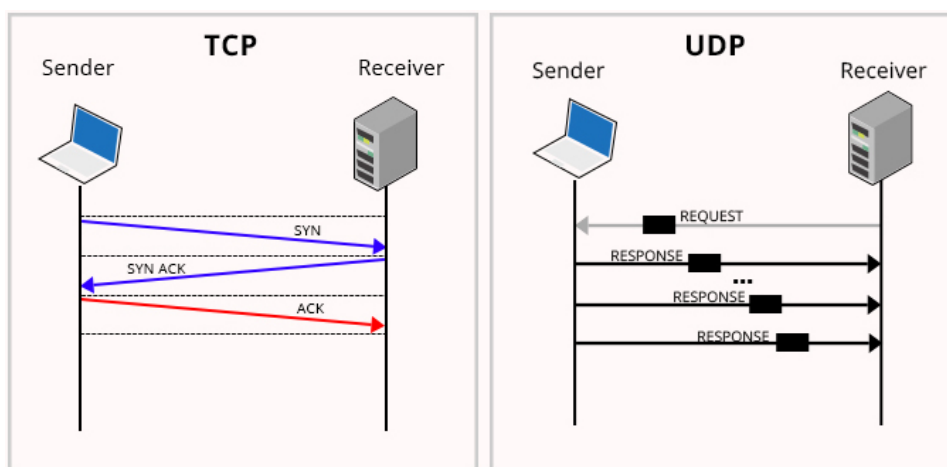 TCP
Sender
Receiver
SYN
SYN ACK
ACK
UDP
Sender
Receiver
REQUEST
RESPONSE
...
RESPONSE
RESPONSE